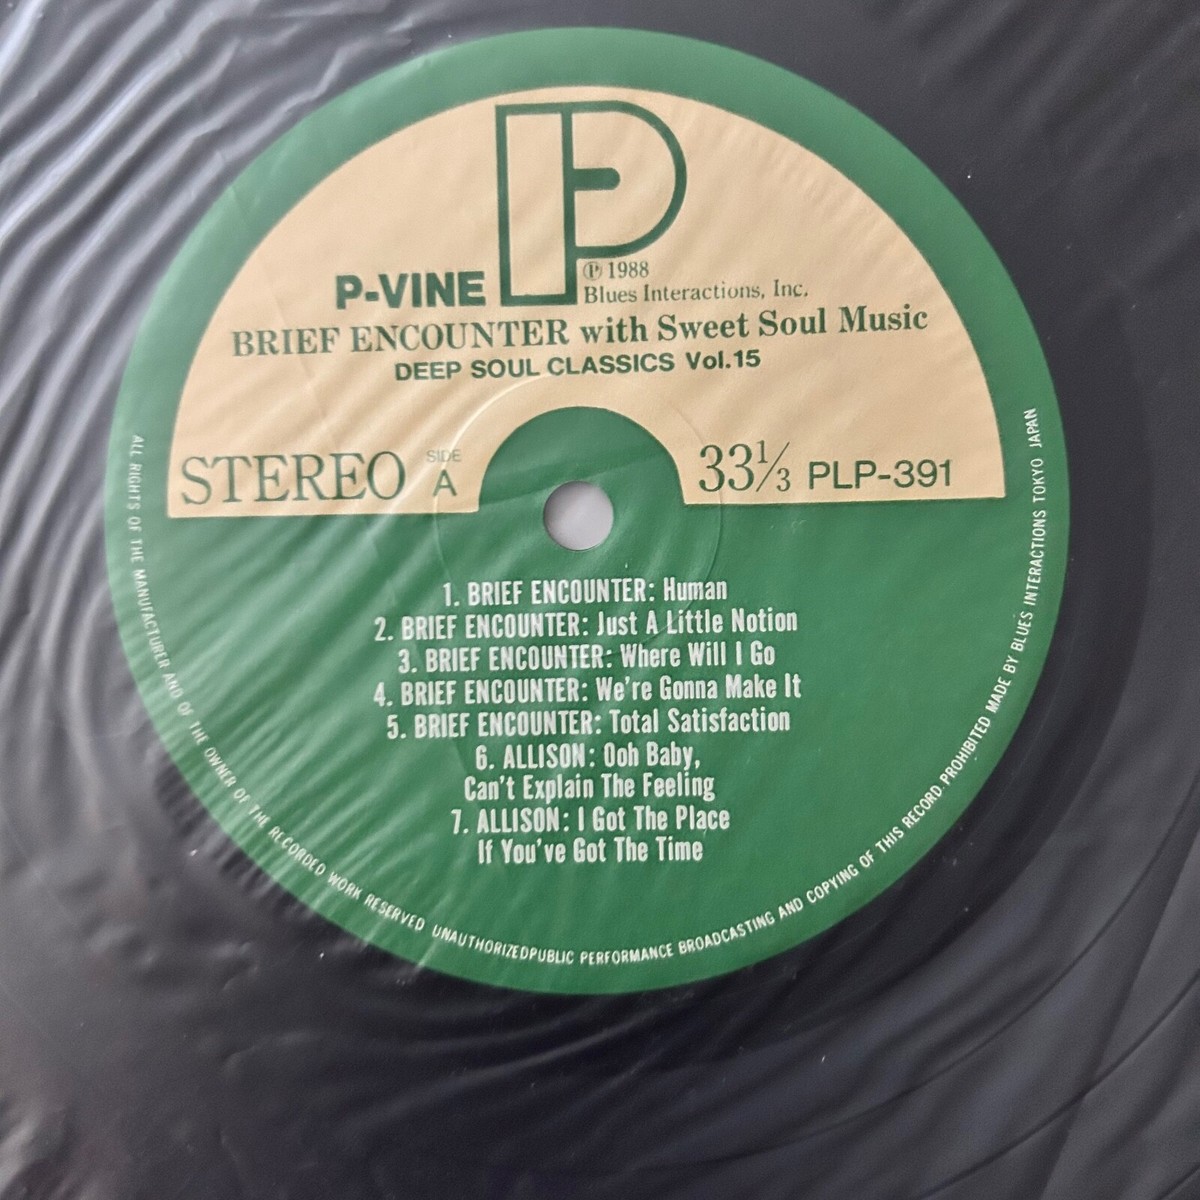 P-VINE
Ⓟ 1988
Blues Interactions, Inc.
BRIEF ENCOUNTER with Sweet Soul Music
DEEP SOUL CLASSICS Vol.15
STEREO
SIDE
A
33⅓ PLP-391
1. BRIEF ENCOUNTER: Human
2. BRIEF ENCOUNTER: Just A Little Notion
3. BRIEF ENCOUNTER: Where Will I Go
4. BRIEF ENCOUNTER: We're Gonna Make It
5. BRIEF ENCOUNTER: Total Satisfaction
6. ALLISON: Ooh Baby,
Can't Explain The Feeling
7. ALLISON: I Got The Place
If You've Got The Time
ALL RIGHTS OF THE MANUFACTURER AND OF THE OWNER OF THE RECORDED WORK RESERVED UNAUTHORIZEDPUBLIC PERFORMANCE BROADCASTING AND COPYING OF THIS RECORD PROHIBITED MADE BY BLUES INTERACTIONS TOKYO JAPAN